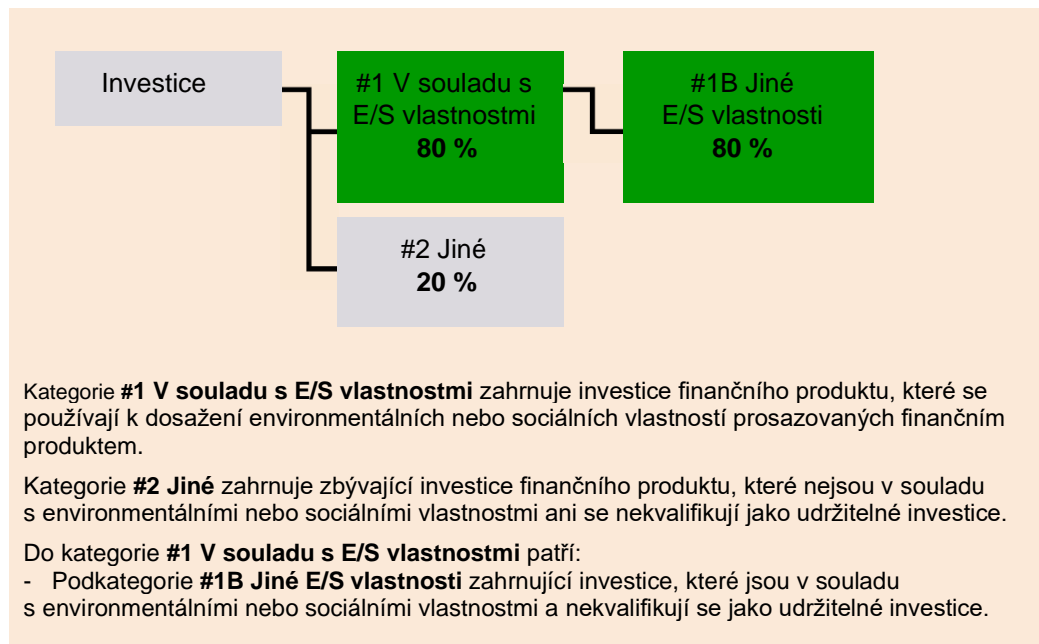 Investice
#1 V souladu s
E/S vlastnostmi
80 %
#1B Jiné
E/S vlastnosti
80 %
#2 Jiné
20 %
Kategorie #1 V souladu s E/S vlastnostmi zahrnuje investice finančního produktu, které se
používají k dosažení environmentálních nebo sociálních vlastností prosazovaných finančním
produktem.
Kategorie #2 Jiné zahrnuje zbývající investice finančního produktu, které nejsou v souladu
s environmentálními nebo sociálními vlastnostmi ani se nekvalifikují jako udržitelné investice.
Do kategorie #1 V souladu s E/S vlastnostmi patří:
- Podkategorie #1B Jiné E/S vlastnosti zahrnující investice, které jsou v souladu
s environmentálními nebo sociálními vlastnostmi a nekvalifikují se jako udržitelné investice.